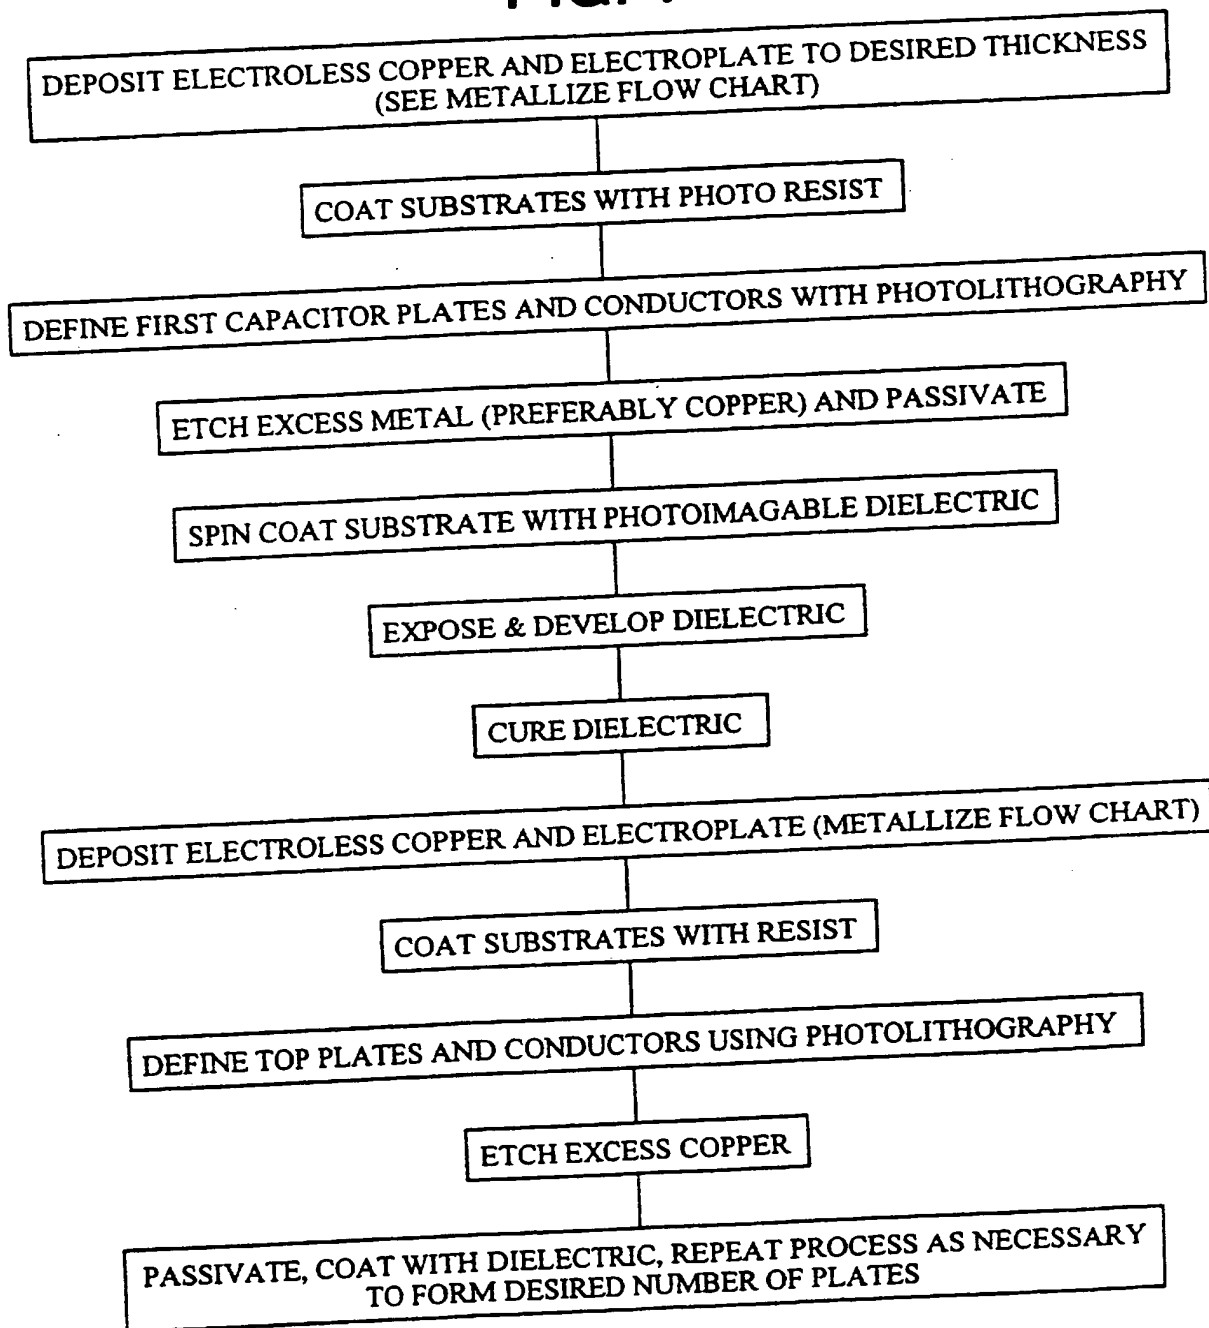 DEPOSIT ELECTROLESS COPPER AND ELECTROPLATE TO DESIRED THICKNESS
(SEE METALLIZE FLOW CHART)
COAT SUBSTRATES WITH PHOTO RESIST
DEFINE FIRST CAPACITOR PLATES AND CONDUCTORS WITH PHOTOLITHOGRAPHY
ETCH EXCESS METAL (PREFERABLY COPPER) AND PASSIVATE
SPIN COAT SUBSTRATE WITH PHOTOIMAGABLE DIELECTRIC
EXPOSE & DEVELOP DIELECTRIC
CURE DIELECTRIC
DEPOSIT ELECTROLESS COPPER AND ELECTROPLATE (METALLIZE FLOW CHART)
COAT SUBSTRATES WITH RESIST
DEFINE TOP PLATES AND CONDUCTORS USING PHOTOLITHOGRAPHY
ETCH EXCESS COPPER
PASSIVATE, COAT WITH DIELECTRIC, REPEAT PROCESS AS NECESSARY
TO FORM DESIRED NUMBER OF PLATES